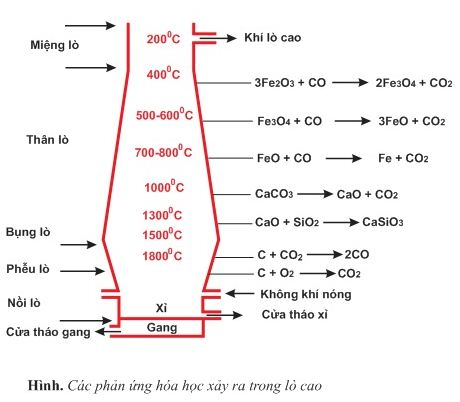 Miệng lò
200⁰C
Khí lò cao
400⁰C
3Fe2O3 + CO → 2Fe3O4 + CO2
500-600⁰C
Fe3O4 + CO → 3FeO + CO2
Thân lò
700-800⁰C
FeO + CO → Fe + CO2
1000⁰C
CaCO3 → CaO + CO2
1300⁰C
CaO + SiO2 → CaSiO3
Bụng lò
1500⁰C
1800⁰C
C + CO2 → 2CO
Phễu lò
C + O2 → CO2
Nồi lò
Không khí nóng
Xỉ
Cửa tháo xỉ
Cửa tháo gang
Gang
Hình. Các phản ứng hóa học xảy ra trong lò cao